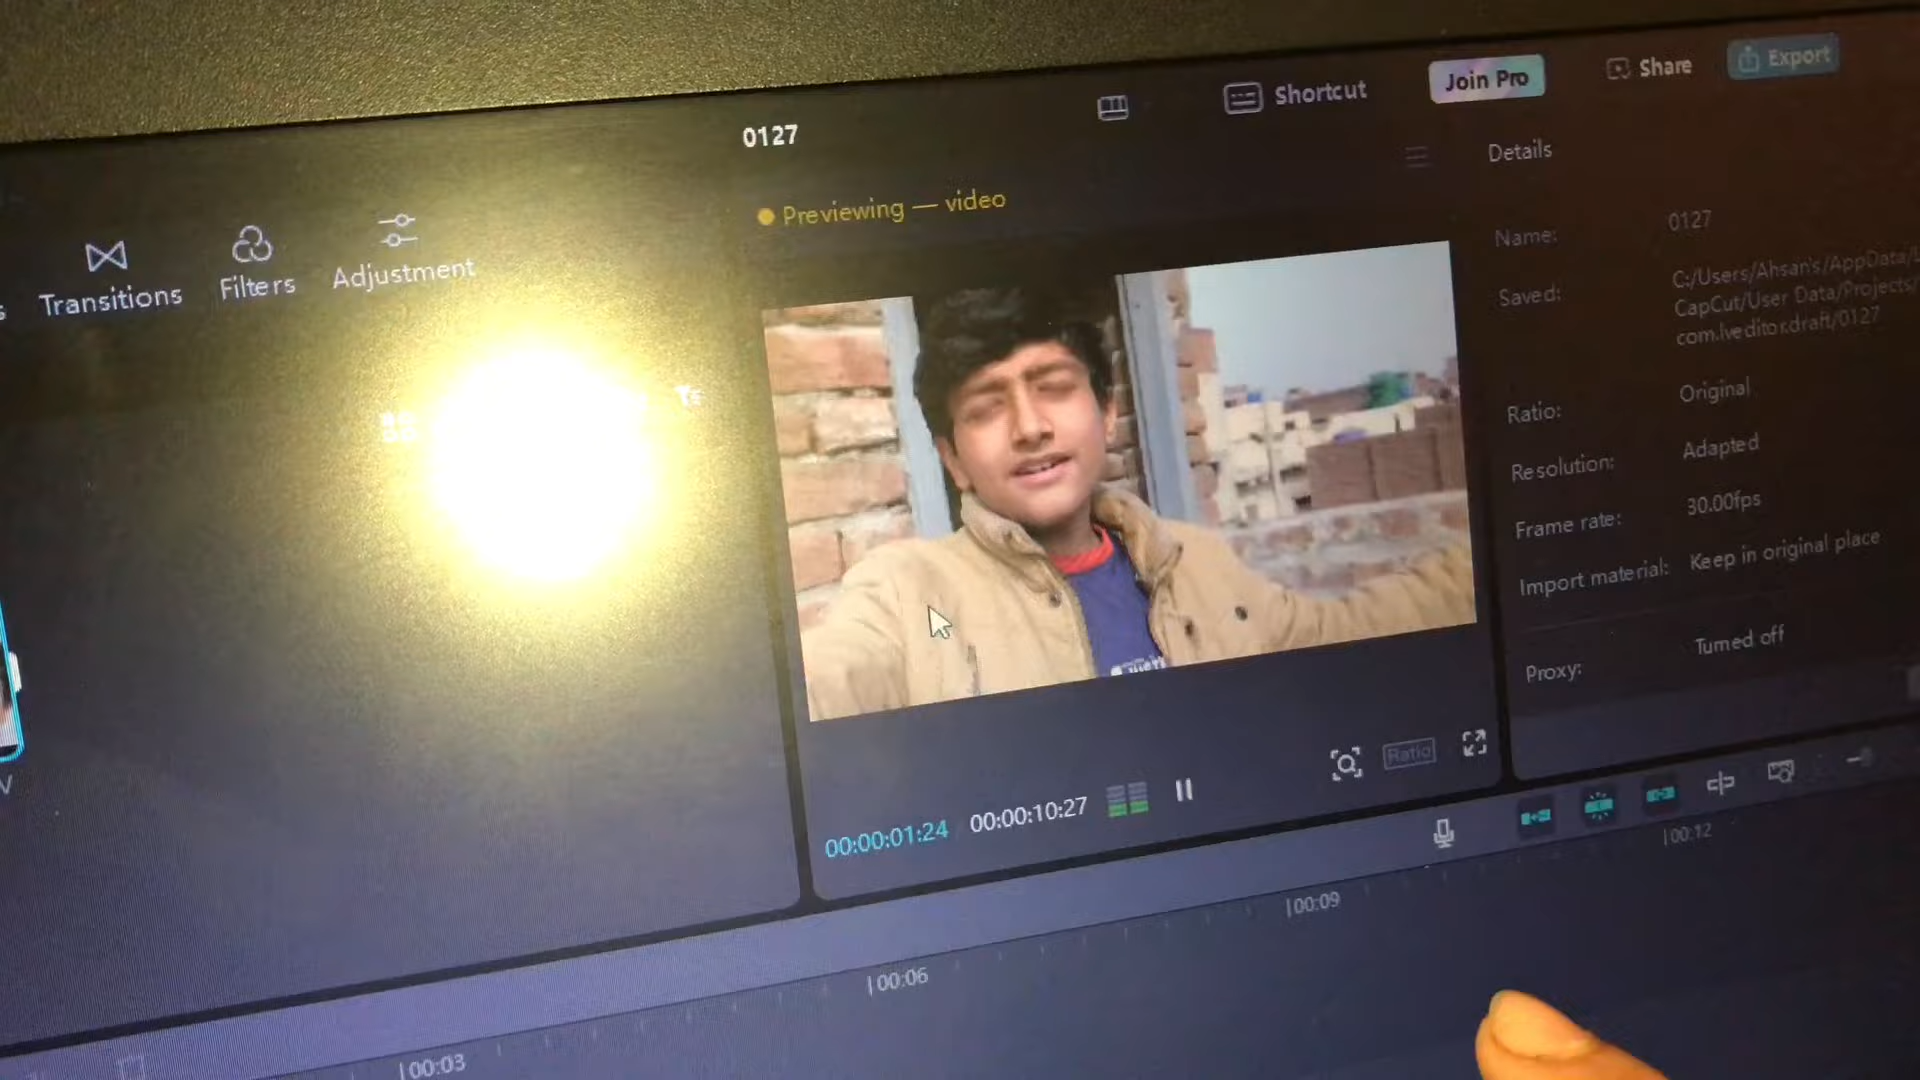 0127
Shortcut
Join Pro
Share
Export
Transitions
Filters
Adjustment
Previewing — video
Details
Name: 0127
Saved: C:/Users/Ahsan's/AppData/L
CapCut/User Data/Projects/
com.lveditor.draft/0127
Ratio: Original
Resolution: Adapted
Frame rate: 30.00fps
Import material: Keep in original place
Proxy: Turned off
00:00:01:24 00:00:10:27
Ratio
00:03
00:06
00:09
00:12